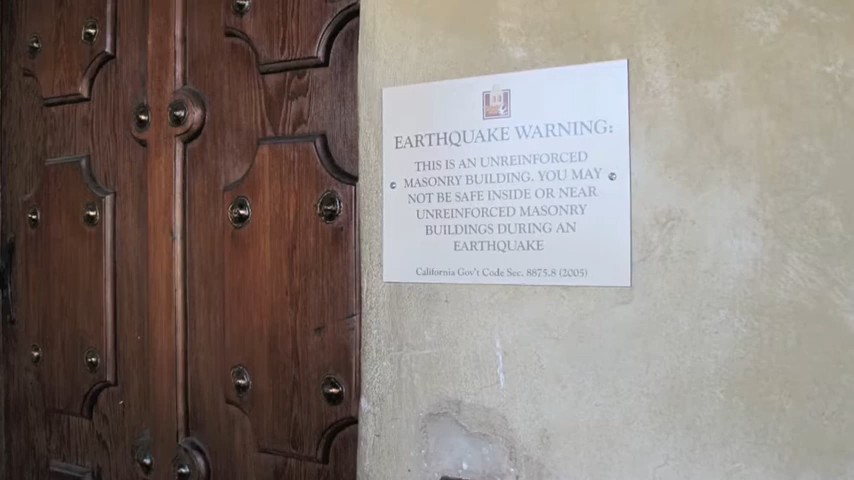 EARTHQUAKE WARNING:
THIS IS AN UNREINFORCED
MASONRY BUILDING. YOU MAY
NOT BE SAFE INSIDE OR NEAR
UNREINFORCED MASONRY
BUILDINGS DURING AN
EARTHQUAKE
California Gov't Code Sec. 8875.8 (2005)